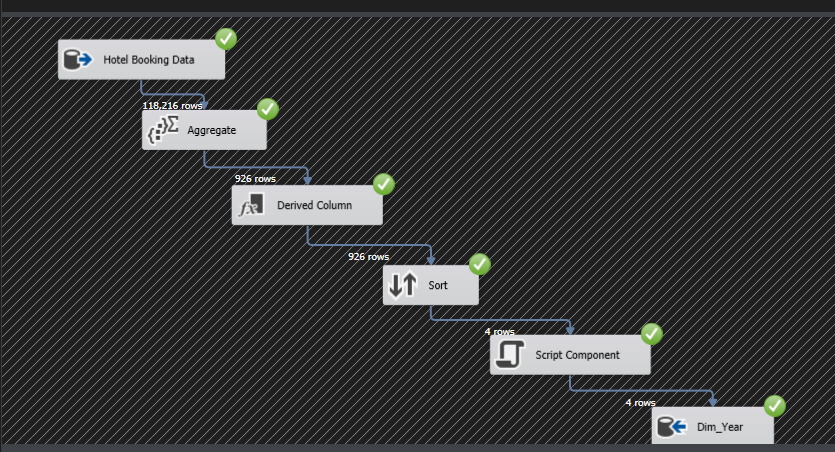 Hotel Booking Data
118,216 rows
Aggregate
926 rows
Derived Column
926 rows
Sort
4 rows
Script Component
4 rows
Dim_Year